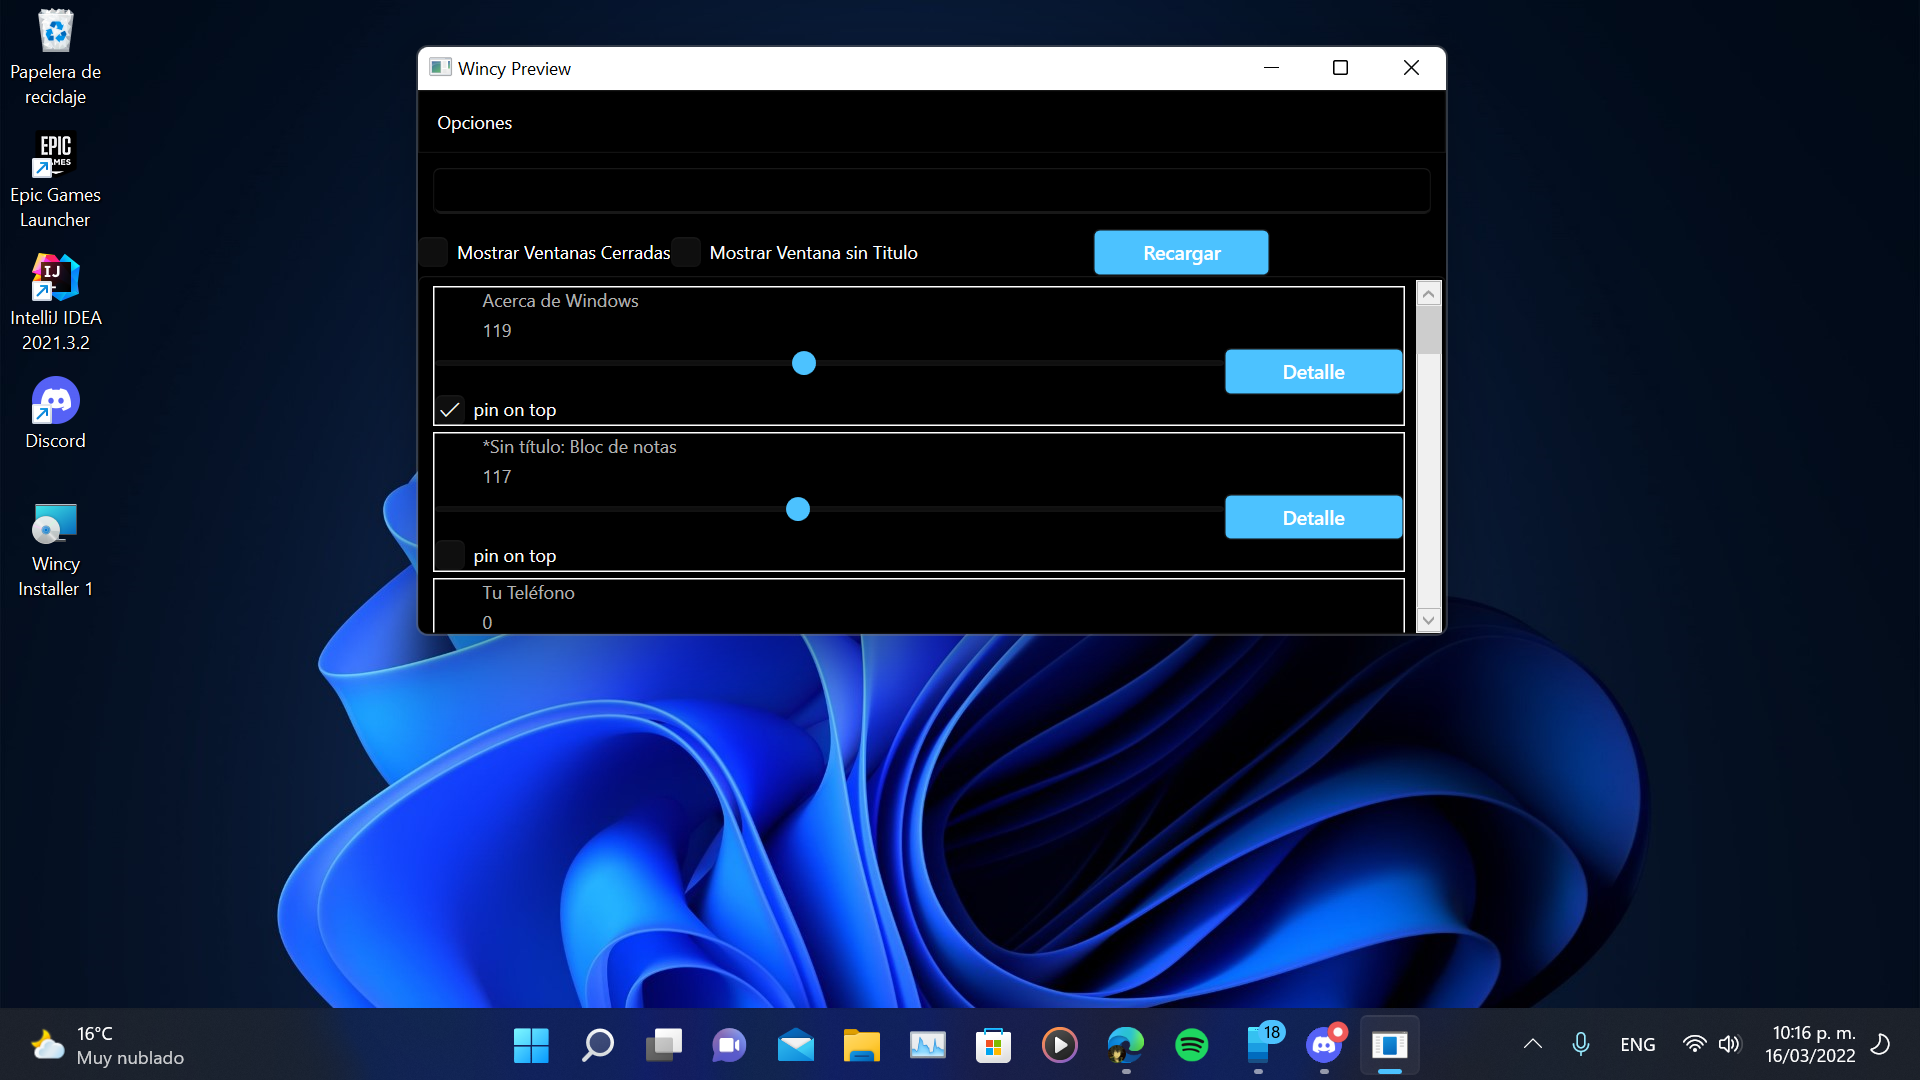 Papelera de
reciclaje
EPIC
GAMES
Epic Games
Launcher
IJ
IntelliJ IDEA
2021.3.2
Discord
Wincy
Installer 1
Wincy Preview
Opciones
Mostrar Ventanas Cerradas
Mostrar Ventana sin Titulo
Recargar
Acerca de Windows
119
Detalle
pin on top
*Sin título: Bloc de notas
117
Detalle
pin on top
Tu Teléfono
0
16°C
Muy nublado
18
ENG
10:16 p. m.
16/03/2022